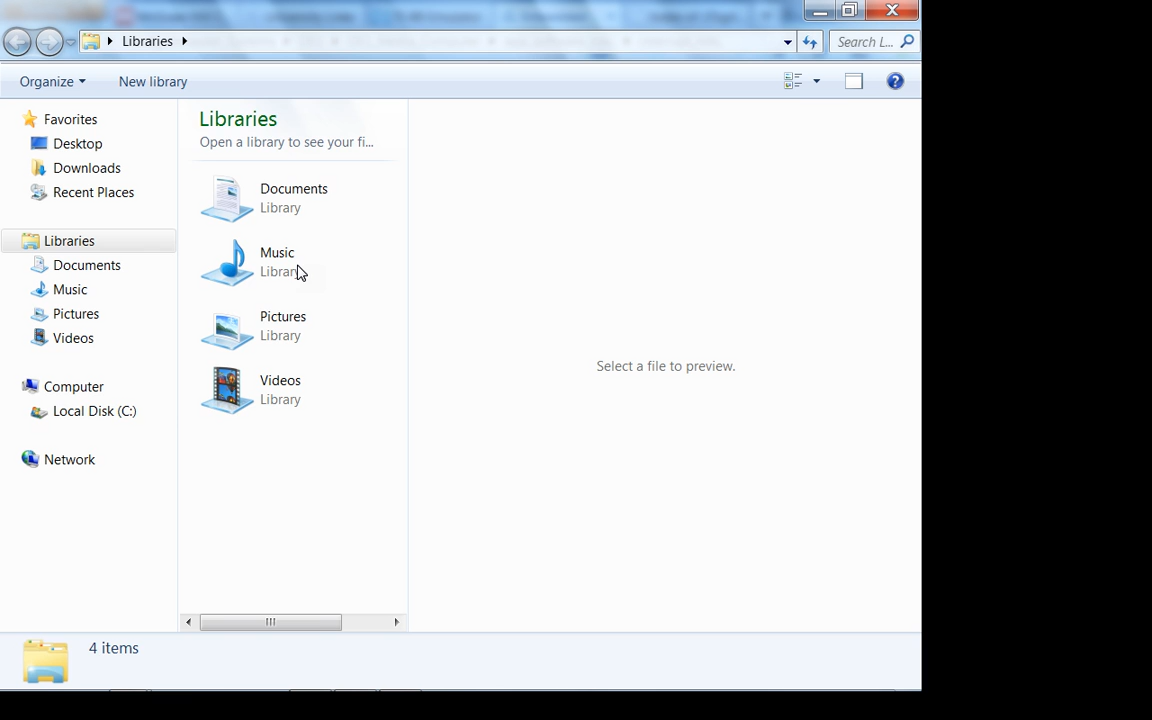 Libraries
Search L...
Organize
New library
Favorites
Desktop
Downloads
Recent Places
Libraries
Documents
Music
Pictures
Videos
Computer
Local Disk (C:)
Network
Libraries
Open a library to see your fi...
Documents
Library
Music
Library
Pictures
Library
Videos
Library
Select a file to preview.
4 items